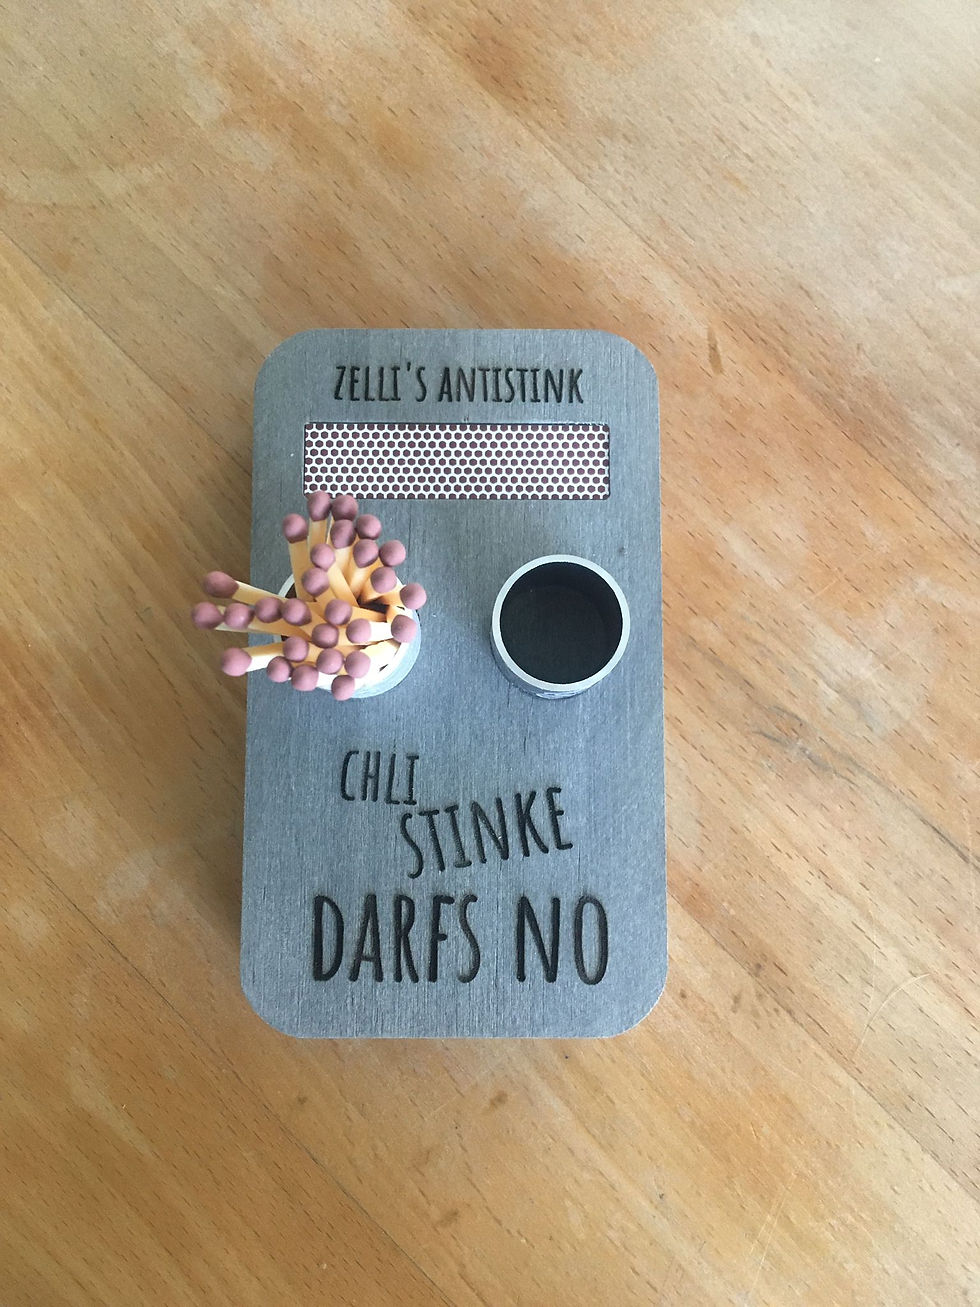 ZELLI'S ANTISTINK
CHLI
STINKE
DARFS NO